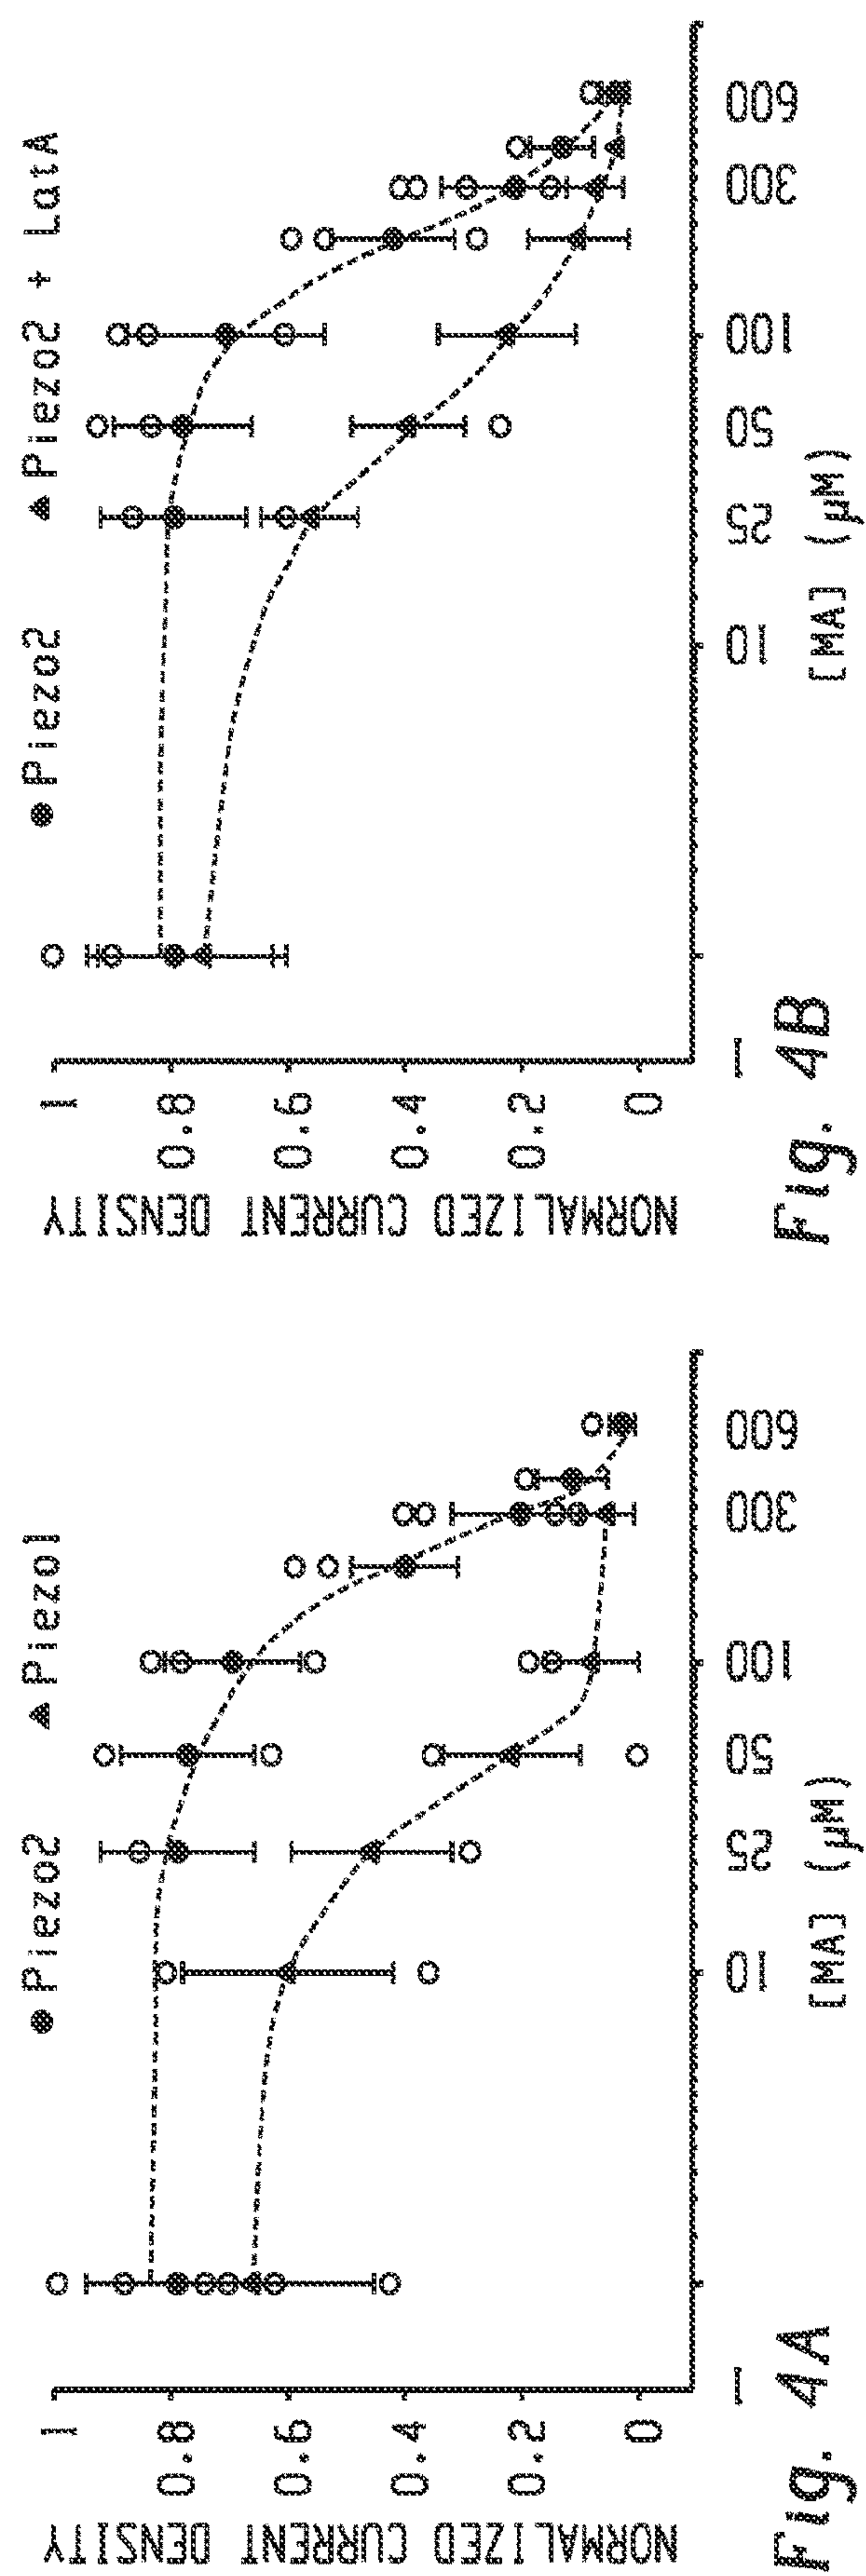 ● Piezo2 ▲ Piezo1
NORMALIZED CURRENT DENSITY
1
0.8
0.6
0.4
0.2
0
– 10 25 50 100 300 600
[MA] (µM)
Fig. 4A
● Piezo2 ▲ Piezo2 + LatA
NORMALIZED CURRENT DENSITY
1
0.8
0.6
0.4
0.2
0
– 10 25 50 100 300 600
[MA] (µM)
Fig. 4B